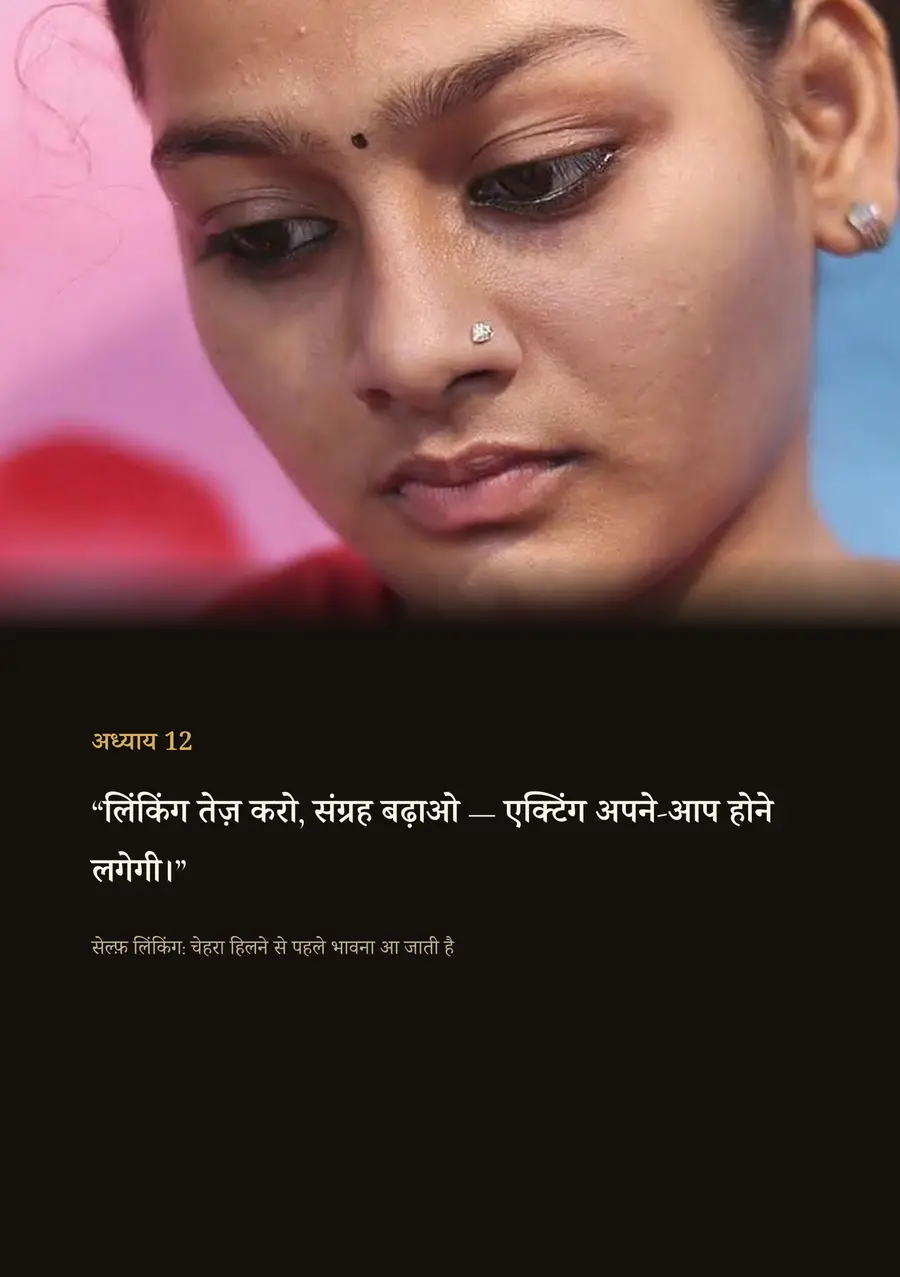 अध्याय 12
“लिंकिंग तेज़ करो, संग्रह बढ़ाओ — एक्टिंग अपने-आप होने
लगेगी।”
सेल्फ़ लिंकिंग: चेहरा हिलने से पहले भावना आ जाती है